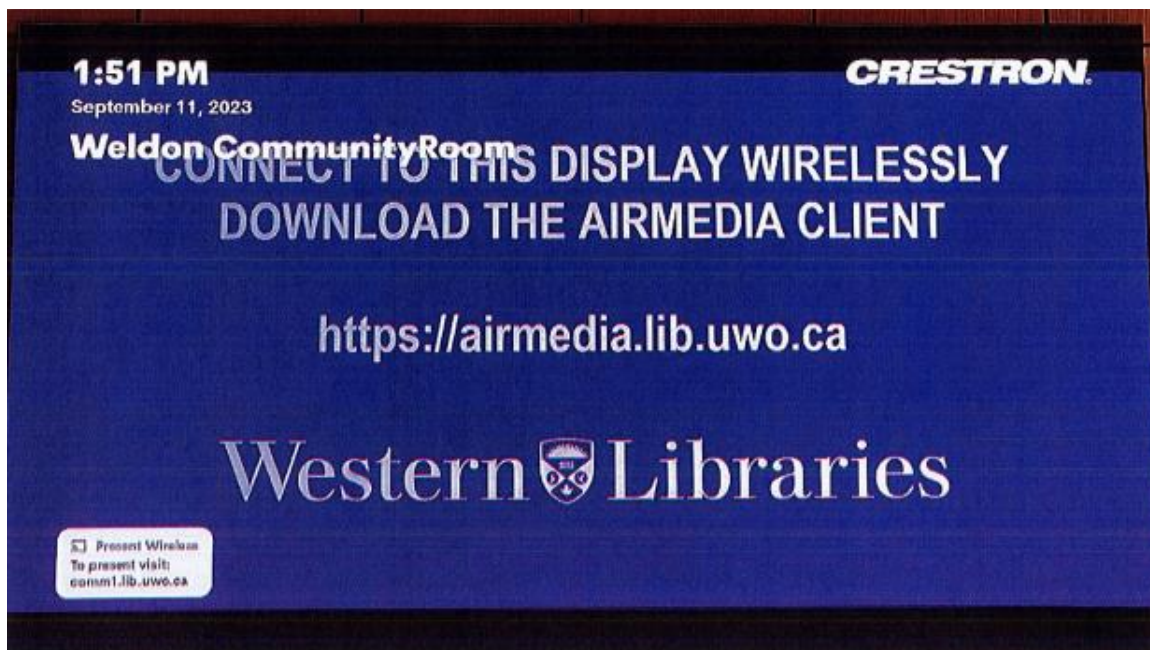 1:51 PM
CRESTRON.
September 11, 2023
Weldon CommunityRoom
CONNECT TO THIS DISPLAY WIRELESSLY
DOWNLOAD THE AIRMEDIA CLIENT
https://airmedia.lib.uwo.ca
Western Libraries
Present Wireless
To present visit:
comm1.lib.uwo.ca